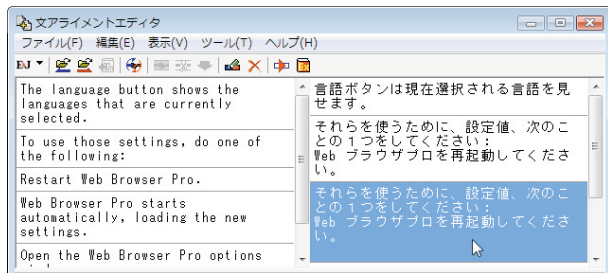 文アライメントエディタ
ファイル(F) 編集(E) 表示(V) ツール(T) ヘルプ(H)
EJ
The language button shows the
languages that are currently
selected.
To use those settings, do one of
the following:
Restart Web Browser Pro.
Web Browser Pro starts
automatically, loading the new
settings.
Open the Web Browser Pro options
言語ボタンは現在選択される言語を見
せます。
それらを使うために、設定値、次のこ
との１つをしてください：
Web ブラウザプロを再起動してくださ
い。
それらを使うために、設定値、次のこ
との１つをしてください：
Web ブラウザプロを再起動してくださ
い。